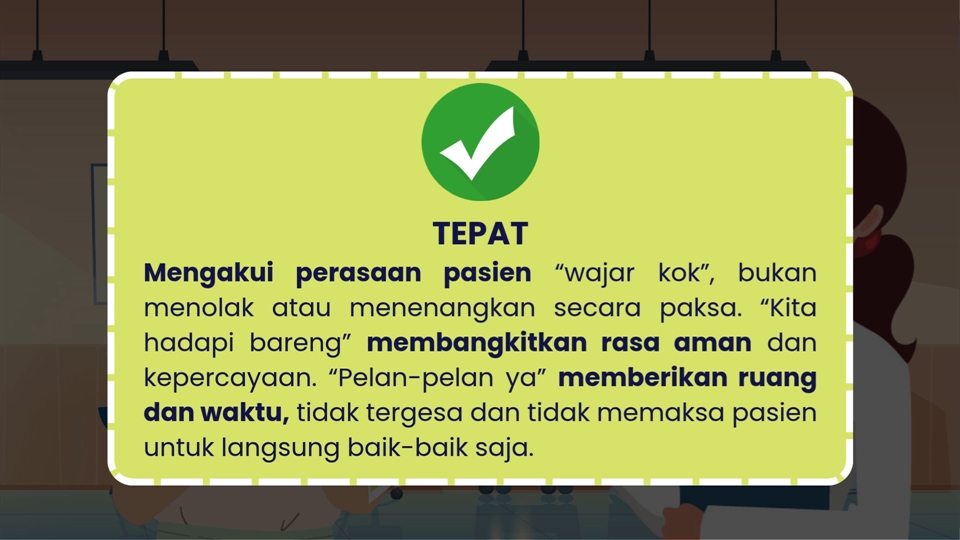 TEPAT
Mengakui perasaan pasien “wajar kok”, bukan
menolak atau menenangkan secara paksa. “Kita
hadapi bareng” membangkitkan rasa aman dan
kepercayaan. “Pelan-pelan ya” memberikan ruang
dan waktu, tidak tergesa dan tidak memaksa pasien
untuk langsung baik-baik saja.